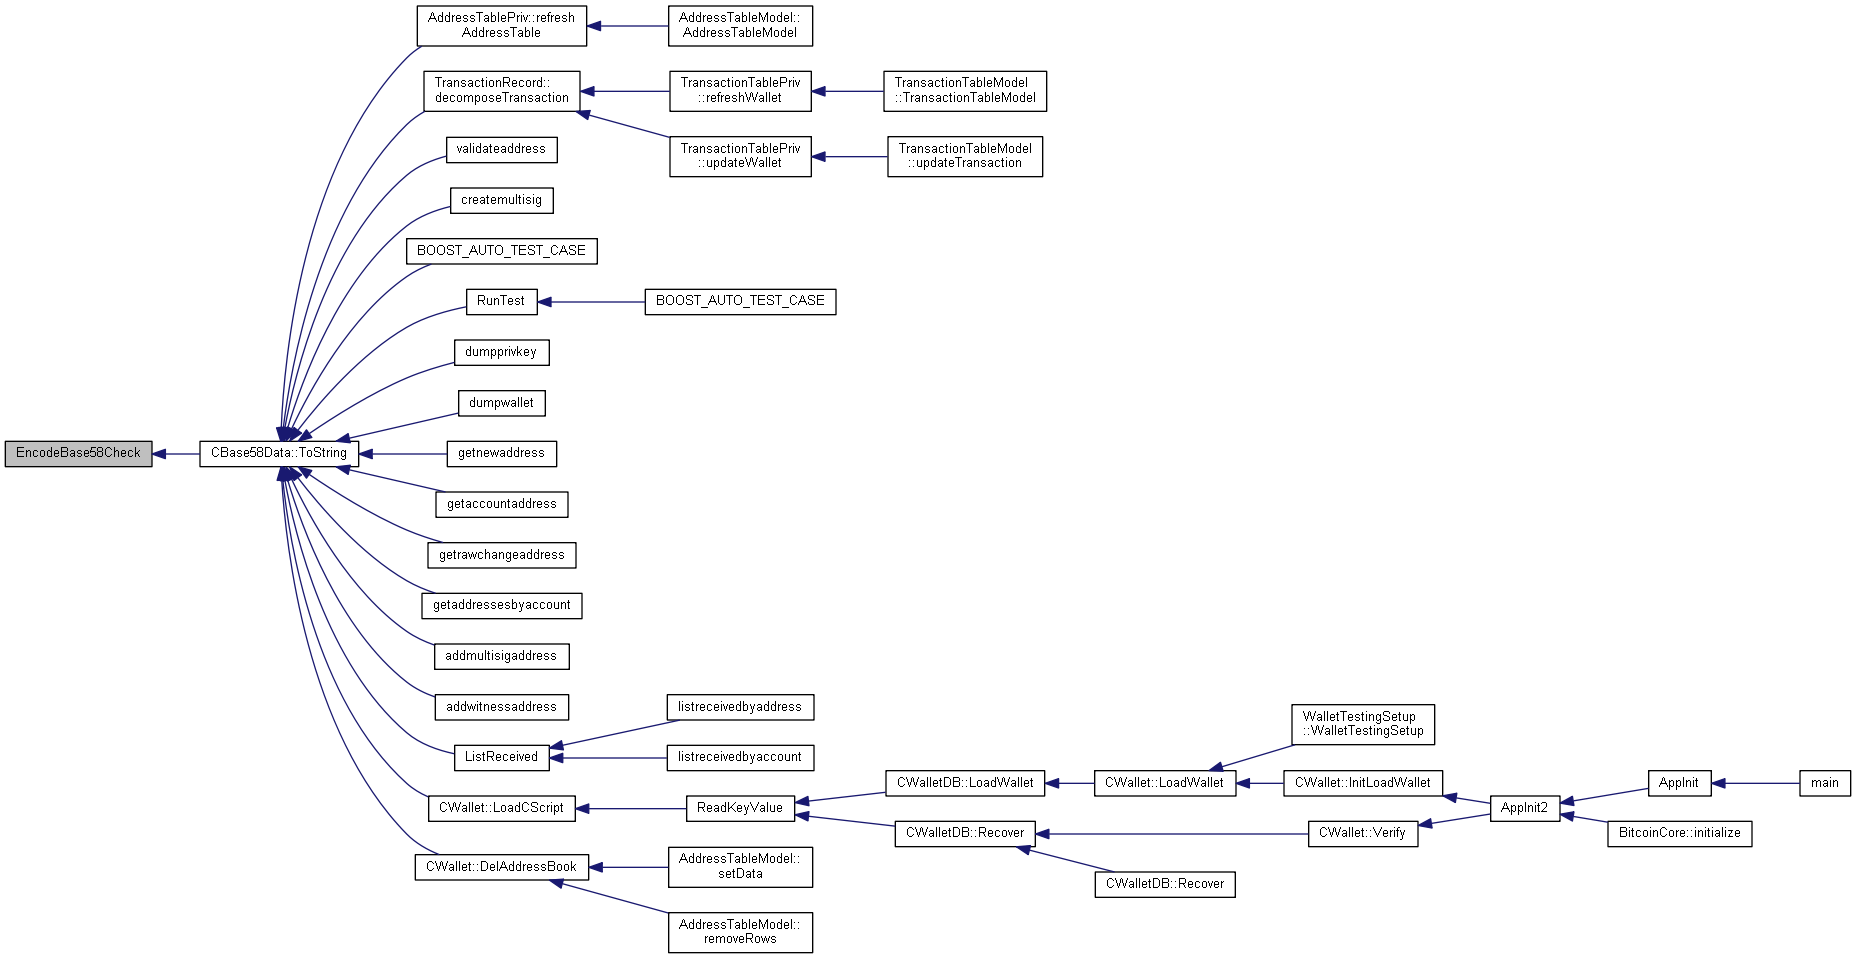 AddressTablePriv::refresh
AddressTable
AddressTableModel::
AddressTableModel
TransactionRecord::
decomposeTransaction
TransactionTablePriv
::refreshWallet
TransactionTableModel
::TransactionTableModel
TransactionTablePriv
::updateWallet
TransactionTableModel
::updateTransaction
validateaddress
createmultisig
BOOST_AUTO_TEST_CASE
RunTest
BOOST_AUTO_TEST_CASE
dumpprivkey
dumpwallet
EncodeBase58Check
CBase58Data::ToString
getnewaddress
getaccountaddress
getrawchangeaddress
getaddressesbyaccount
addmultisigaddress
addwitnessaddress
ListReceived
listreceivedbyaddress
listreceivedbyaccount
CWallet::LoadCScript
ReadKeyValue
CWalletDB::LoadWallet
CWallet::LoadWallet
WalletTestingSetup
::WalletTestingSetup
CWallet::InitLoadWallet
AppInit2
AppInit
main
BitcoinCore::initialize
CWalletDB::Recover
CWallet::Verify
CWalletDB::Recover
CWallet::DelAddressBook
AddressTableModel::
setData
AddressTableModel::
removeRows